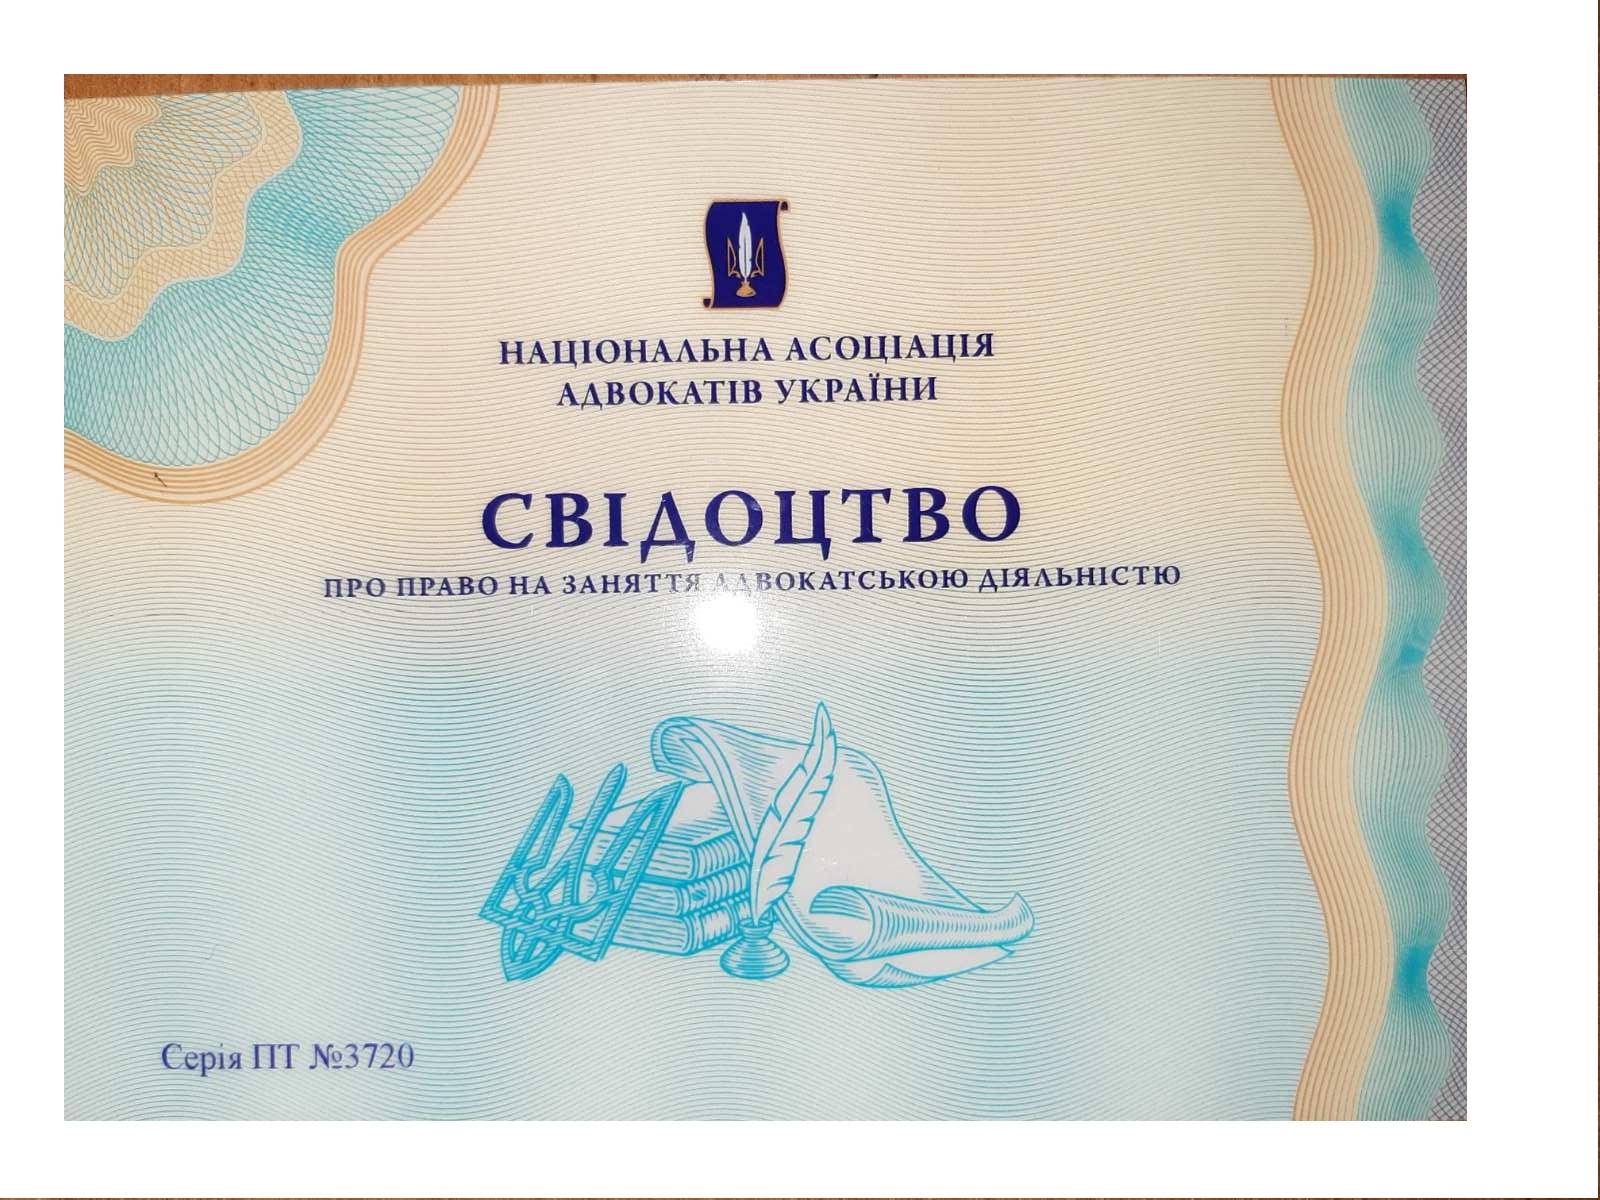 НАЦІОНАЛЬНА АСОЦІАЦІЯ
АДВОКАТІВ УКРАЇНИ
СВІДОЦТВО
ПРО ПРАВО НА ЗАНЯТТЯ АДВОКАТСЬКОЮ ДІЯЛЬНІСТЮ
Серія ПТ №3720